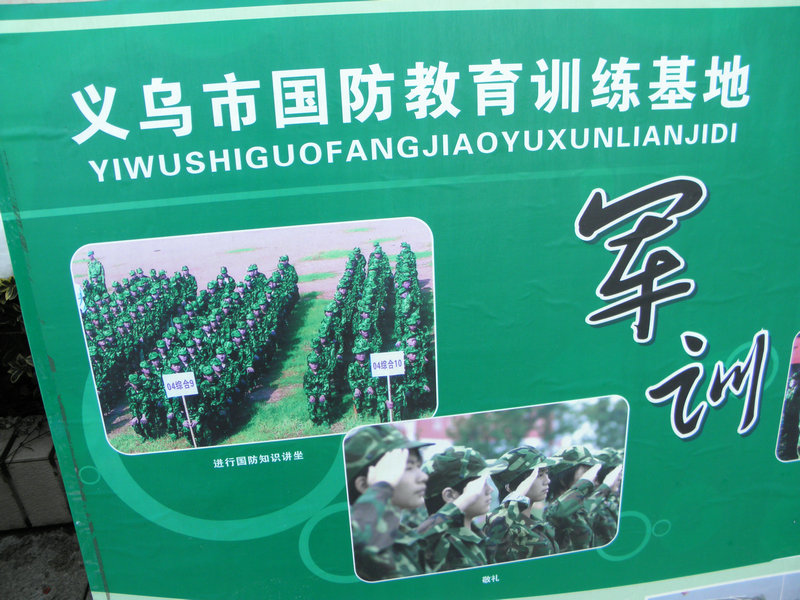 义乌市国防教育训练基地
YIWUSHIGUOFANGJIAOYUXUNLIANJIDI
军训
04综合9
04综合10
进行国防知识讲坐
敬礼